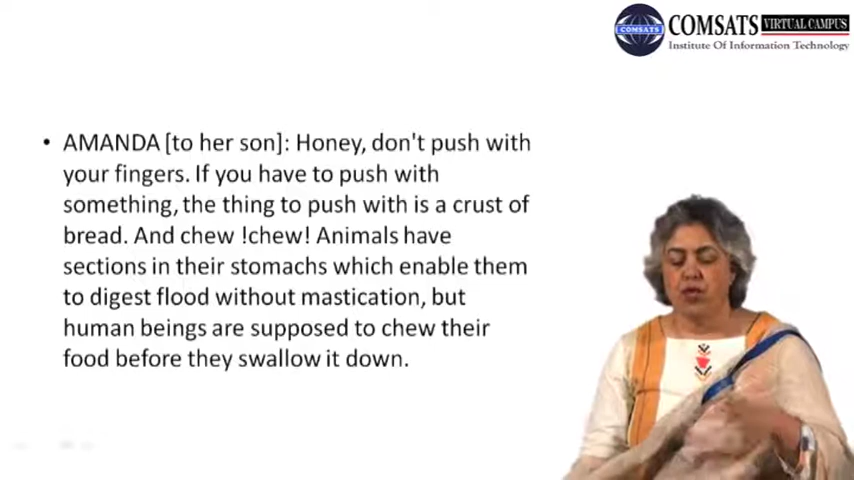 COMSATS
COMSATS VIRTUAL CAMPUS
Institute Of Information Technology
• AMANDA [to her son]: Honey, don't push with
your fingers. If you have to push with
something, the thing to push with is a crust of
bread. And chew !chew! Animals have
sections in their stomachs which enable them
to digest flood without mastication, but
human beings are supposed to chew their
food before they swallow it down.